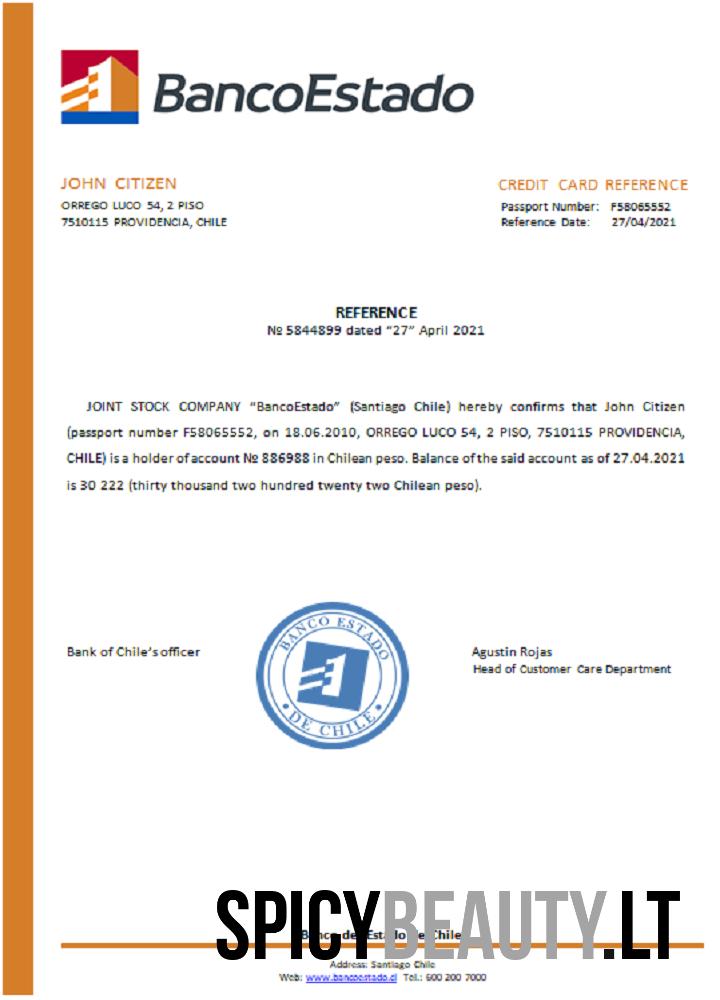 BancoEstado
JOHN CITIZEN
ORREGO LUCO 54, 2 PISO
7510115 PROVIDENCIA, CHILE
CREDIT CARD REFERENCE
Passport Number: F58065552
Reference Date: 27/04/2021
REFERENCE
№ 5844899 dated “27” April 2021
JOINT STOCK COMPANY “BancoEstado” (Santiago Chile) hereby confirms that John Citizen
(passport number F58065552, on 18.06.2010, ORREGO LUCO 54, 2 PISO, 7510115 PROVIDENCIA,
CHILE) is a holder of account № 886988 in Chilean peso. Balance of the said account as of 27.04.2021
is 30 222 (thirty thousand two hundred twenty two Chilean peso).
Bank of Chile’s officer
BANCO ESTADO
DE CHILE
Agustin Rojas
Head of Customer Care Department
SPICYBEAUTY.LT
Banco del Estado de Chile
Address: Santiago Chile
Web: www.bancoestado.cl Tel.: 600 200 7000